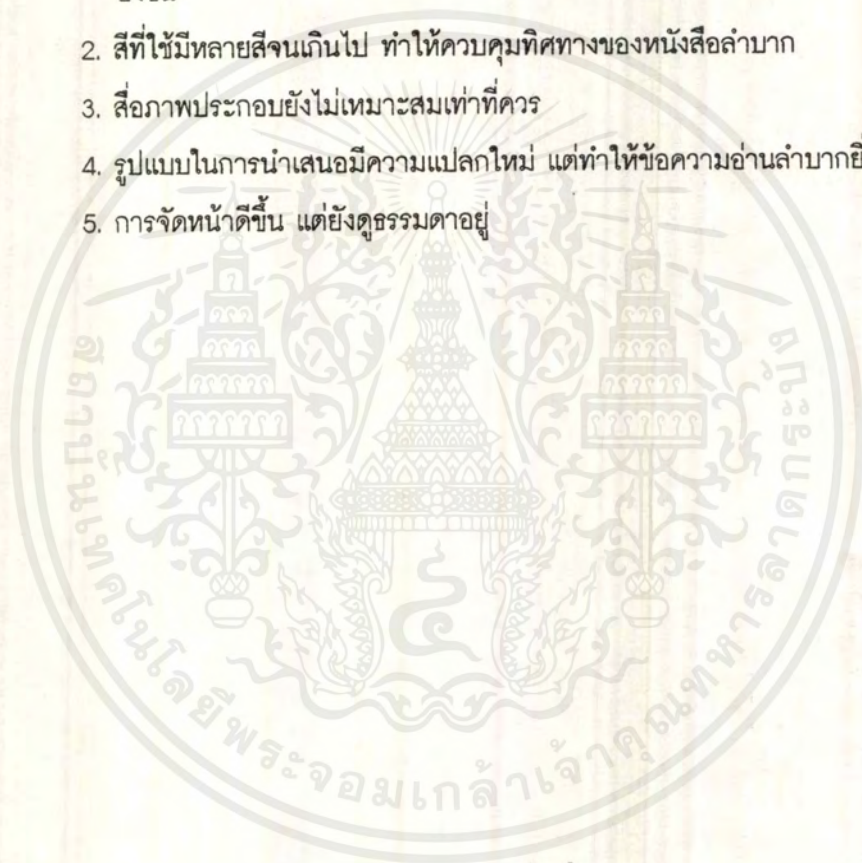 2. สีที่ใช้มีหลายสีจนเกินไป ทำให้ควบคุมทิศทางของหนังสือลำบาก
3. สื่อภาพประกอบยังไม่เหมาะสมเท่าที่ควร
4. รูปแบบในการนำเสนอมีความแปลกใหม่ แต่ทำให้ข้อความอ่านลำบาก
5. การจัดหน้าดีขึ้น แต่ยังดูธรรมดาอยู่
สถาบันเทคโนโลยีพระจอมเกล้าเจ้าคุณทหารลาดกระบัง